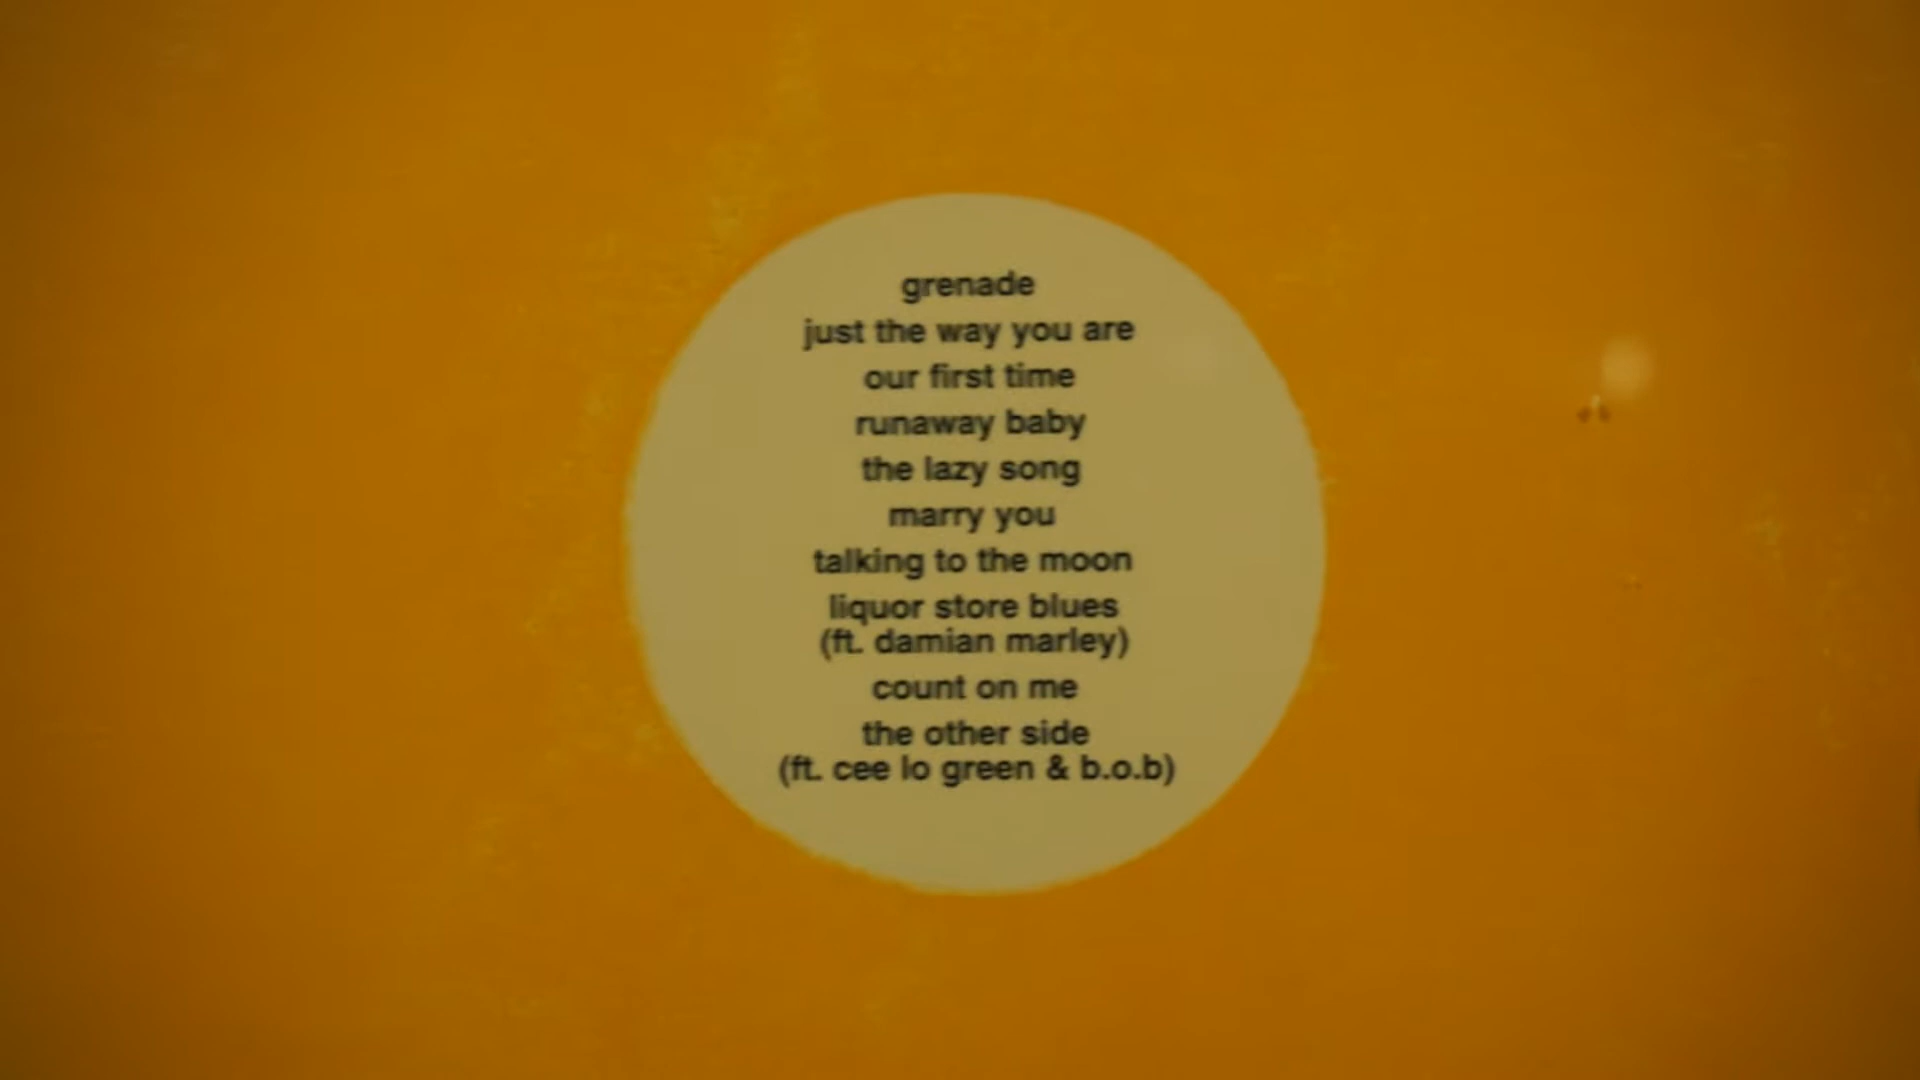 grenade
just the way you are
our first time
runaway baby
the lazy song
marry you
talking to the moon
liquor store blues
(ft. damian marley)
count on me
the other side
(ft. cee lo green & b.o.b)